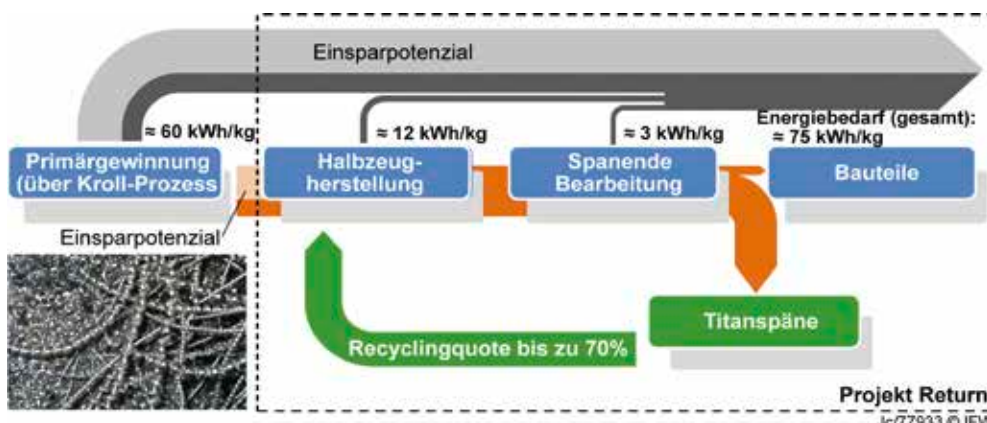 Einsparpotenzial
≈ 60 kWh/kg
≈ 12 kWh/kg
≈ 3 kWh/kg
Energiebedarf (gesamt):
≈ 75 kWh/kg
Primärgewinnung
(über Kroll-Prozess
Halbzeug-
herstellung
Spanende
Bearbeitung
Bauteile
Einsparpotenzial
Titanspäne
Recyclingquote bis zu 70%
Projekt Return